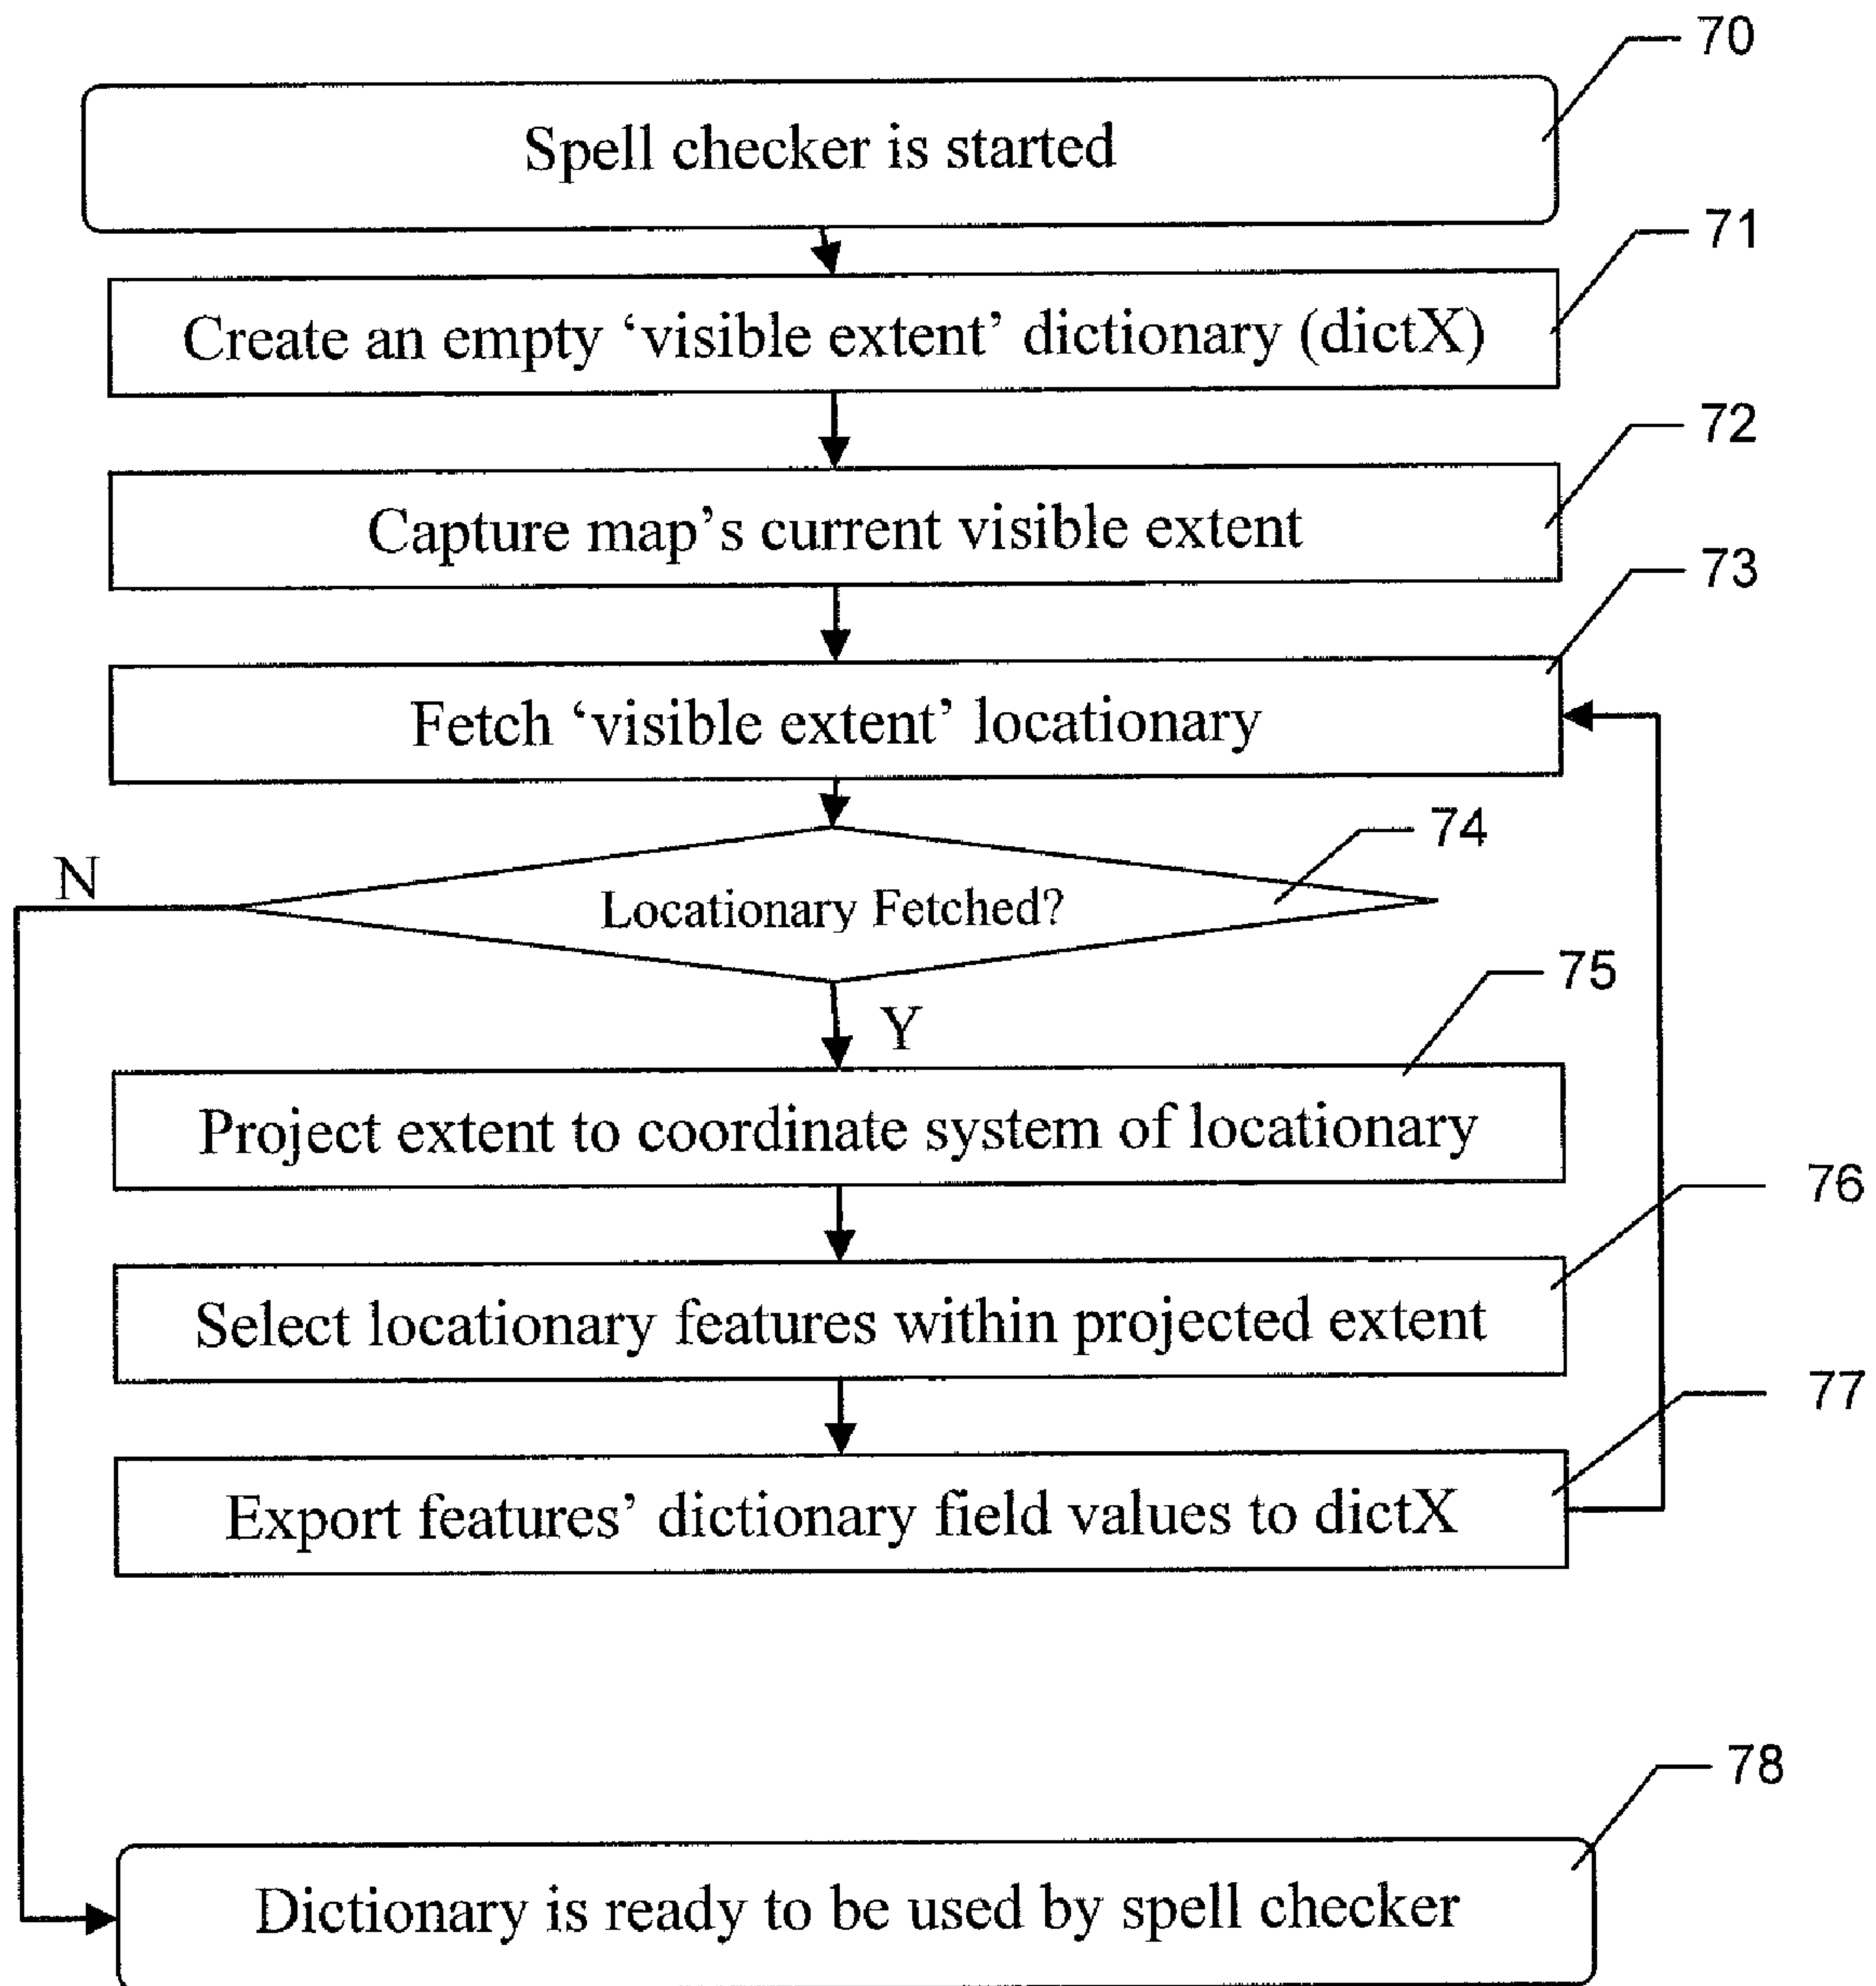 70
Spell checker is started
71
Create an empty ‘visible extent’ dictionary (dictX)
72
Capture map’s current visible extent
73
Fetch ‘visible extent’ locationary
74
N
Locationary Fetched?
75
Y
Project extent to coordinate system of locationary
76
Select locationary features within projected extent
77
Export features’ dictionary field values to dictX
78
Dictionary is ready to be used by spell checker